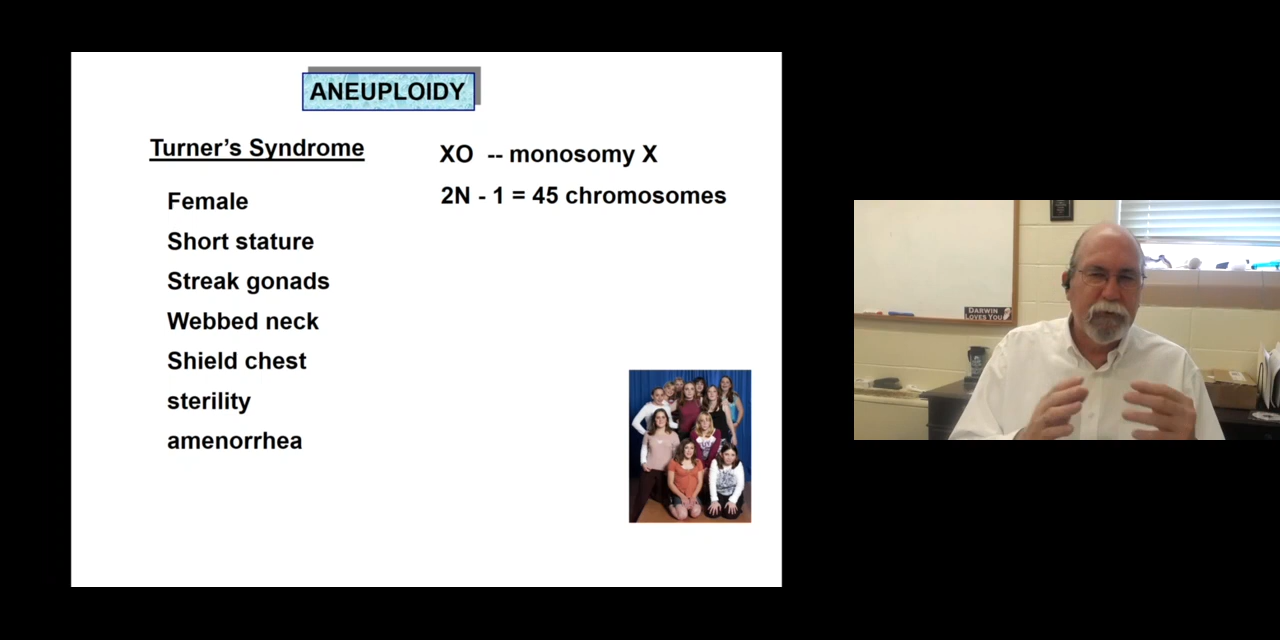 ANEUPLOIDY
Turner's Syndrome
XO -- monosomy X
2N - 1 = 45 chromosomes
Female
Short stature
Streak gonads
Webbed neck
Shield chest
sterility
amenorrhea
DARWIN
LOVES YOU